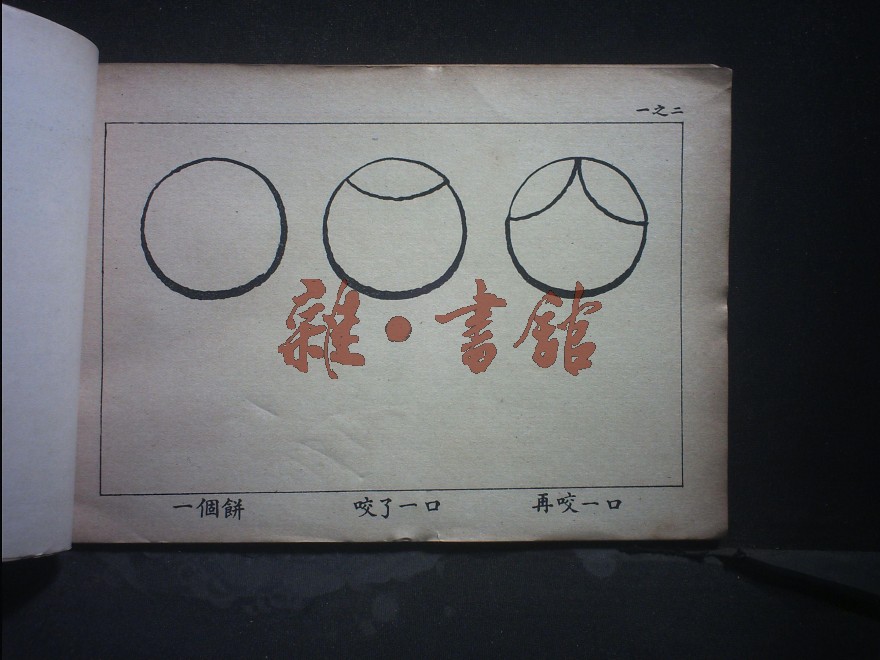 一之二
雜·書館
一個餅
咬了一口
再咬一口